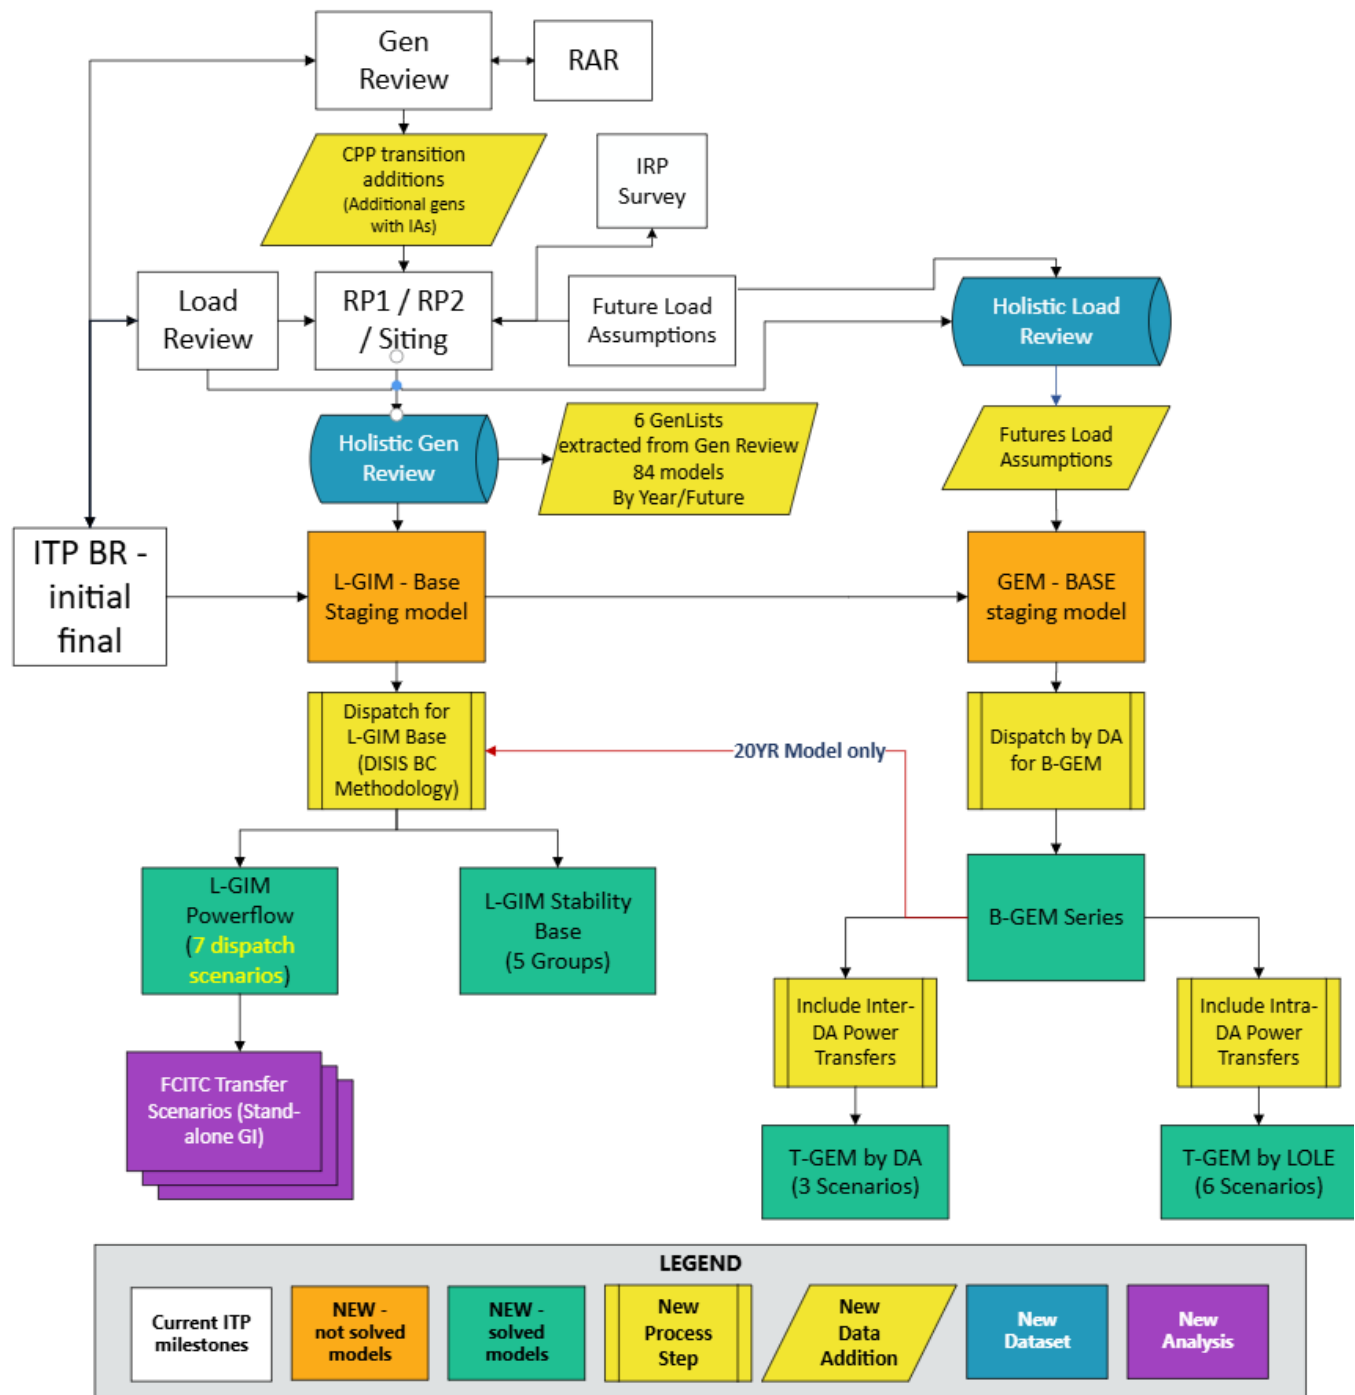 Gen
Review
RAR
CPP transition
additions
(Additional gens
with IAs)
IRP
Survey
Load
Review
RP1 / RP2
/ Siting
Future Load
Assumptions
Holistic Load
Review
Holistic Gen
Review
6 GenLists
extracted from Gen Review
84 models
By Year/Future
Futures Load
Assumptions
ITP BR -
initial
final
L-GIM - Base
Staging model
GEM - BASE
staging model
Dispatch for
L-GIM Base
(DISIS BC
Methodology)
20YR Model only
Dispatch by DA
for B-GEM
L-GIM
Powerflow
(7 dispatch
scenarios)
L-GIM Stability
Base
(5 Groups)
B-GEM Series
Include Inter-
DA Power
Transfers
Include Intra-
DA Power
Transfers
FCITC Transfer
Scenarios (Stand-
alone GI)
T-GEM by DA
(3 Scenarios)
T-GEM by LOLE
(6 Scenarios)
LEGEND
Current ITP
milestones
NEW -
not solved
models
NEW -
solved
models
New
Process
Step
New
Data
Addition
New
Dataset
New
Analysis